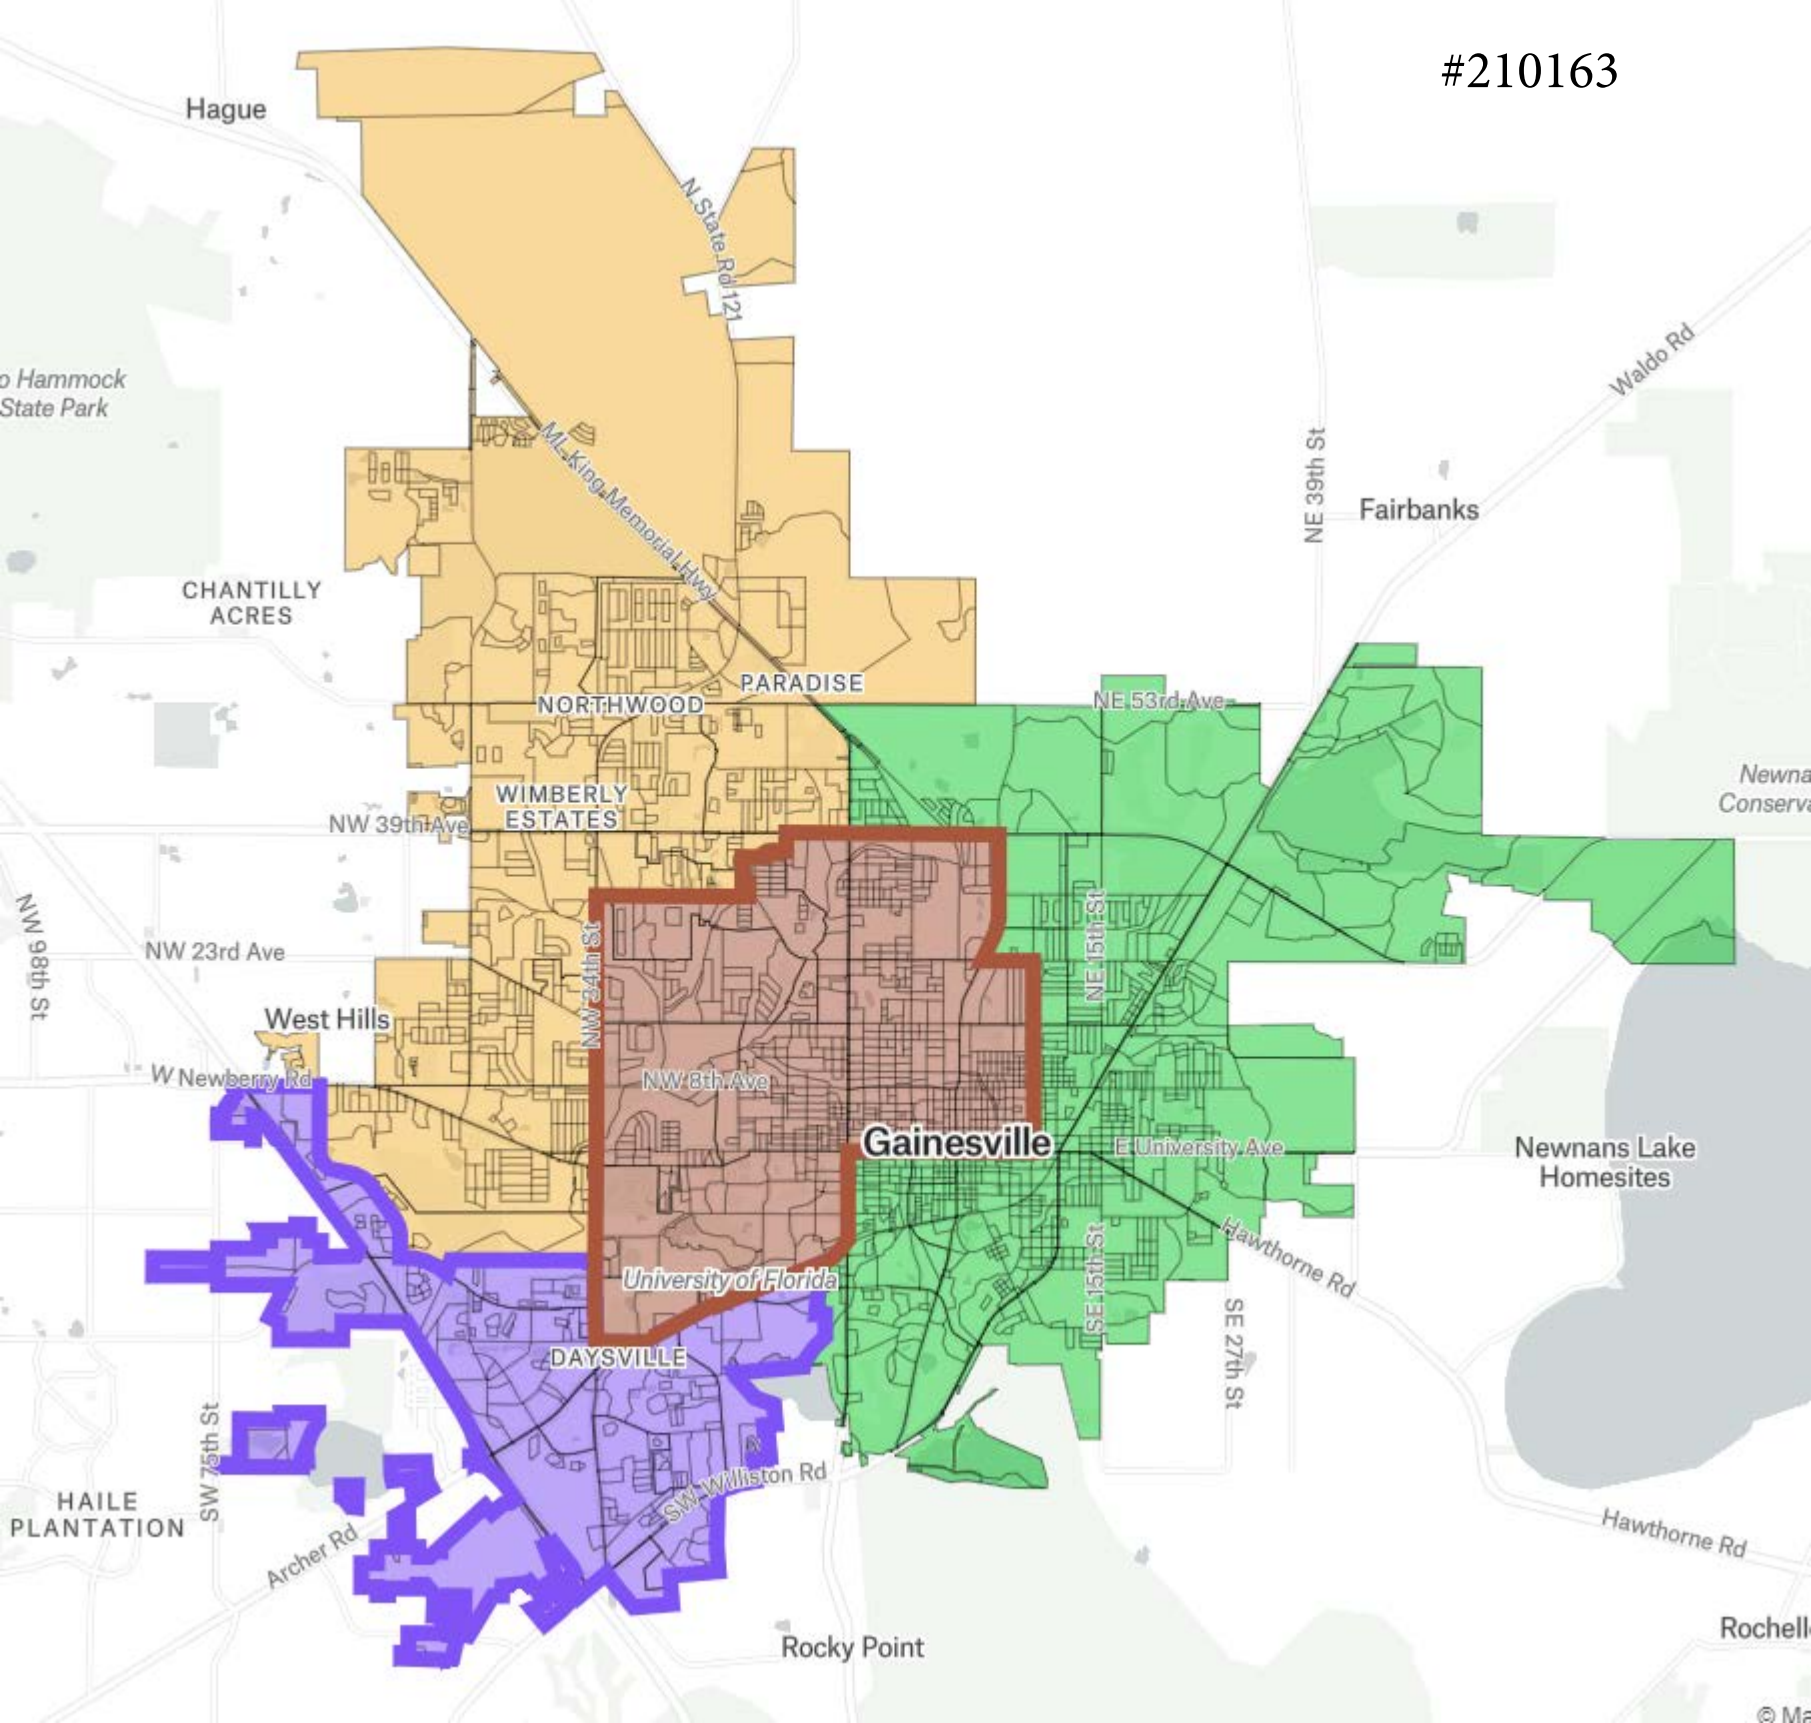 #210163
Hague
N State Rd 121
o Hammock
State Park
Waldo Rd
ML King Memorial Hwy
NE 39th St
Fairbanks
CHANTILLY
ACRES
PARADISE
NORTHWOOD
NE 53rd Ave
Newna
Conserva
WIMBERLY
ESTATES
NW 39th Ave
NW 98th St
NW 23rd Ave
NW 34th St
NE 15th St
West Hills
W Newberry Rd
NW 8th Ave
Gainesville
E University Ave
Newnans Lake
Homesites
Hawthorne Rd
University of Florida
SE 15th St
SE 27th St
DAYSVILLE
SW 75th St
SW Williston Rd
HAILE
PLANTATION
Archer Rd
Hawthorne Rd
Rocky Point
Rochell
© Ma